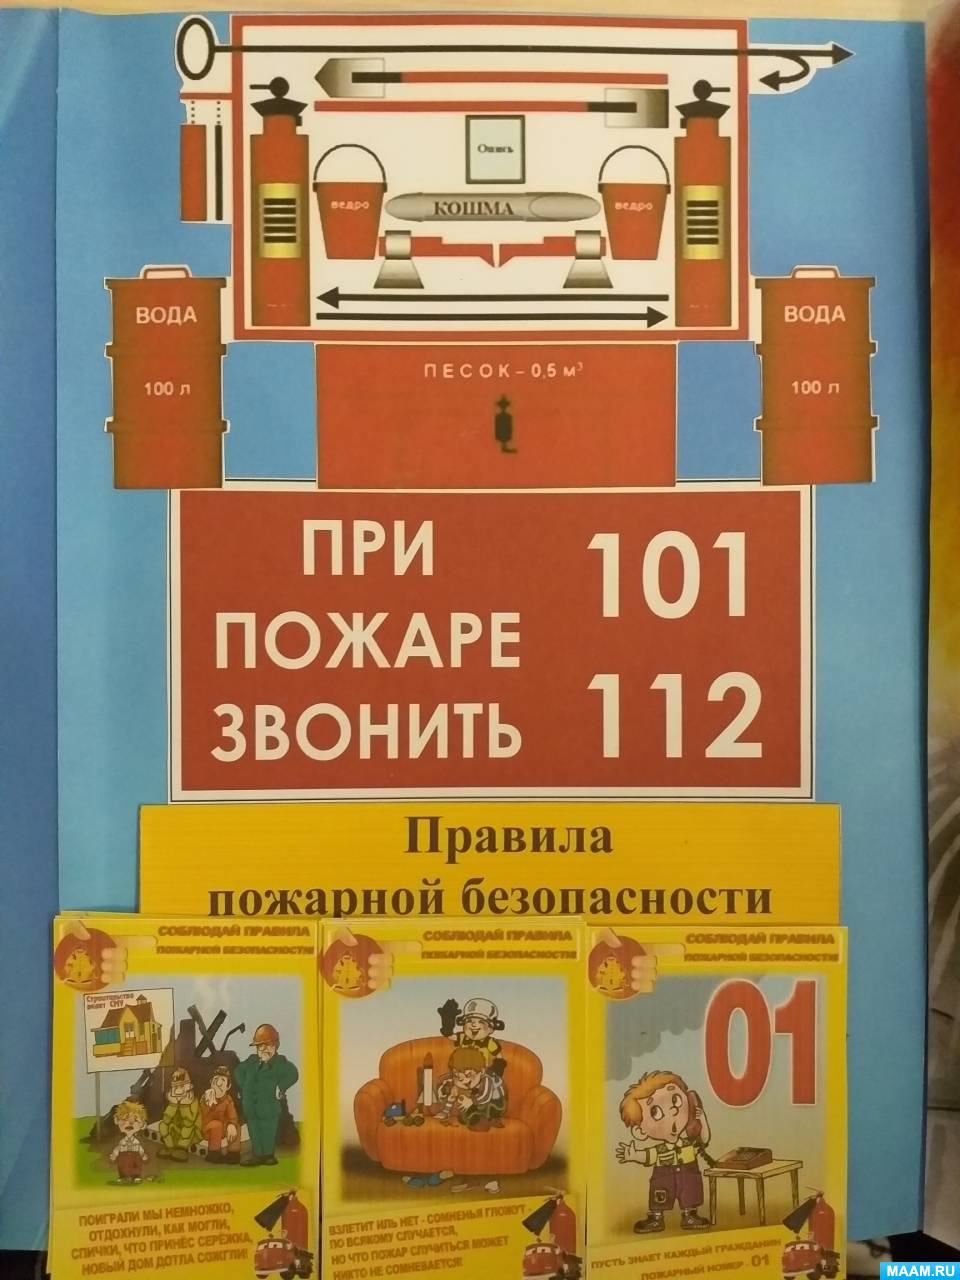 Опись
ведро
КОШМА
ведро
ВОДА
100 л
ВОДА
100 л
ПЕСОК – 0,5 м³
ПРИ
ПОЖАРЕ
ЗВОНИТЬ
101
112
Правила
пожарной безопасности
СОБЛЮДАЙ ПРАВИЛА
ПОЖАРНОЙ БЕЗОПАСНОСТИ!
Строительство
ведет СМУ
ПОИГРАЛИ МЫ НЕМНОЖКО,
ОТДОХНУЛИ, КАК МОГЛИ,
СПИЧКИ, ЧТО ПРИНЁС СЕРЁЖКА,
НОВЫЙ ДОМ ДОТЛА СОЖГЛИ!
СОБЛЮДАЙ ПРАВИЛА
ПОЖАРНОЙ БЕЗОПАСНОСТИ!
ВЗЛЕТИТ ИЛЬ НЕТ - СОМНЕНЬЯ ГЛОЖУТ -
ПО ВСЯКОМУ СЛУЧАЕТСЯ,
НО ЧТО ПОЖАР СЛУЧИТЬСЯ МОЖЕТ
НИКТО НЕ СОМНЕВАЕТСЯ!
СОБЛЮДАЙ ПРАВИЛА
ПОЖАРНОЙ БЕЗОПАСНОСТИ!
01
ПУСТЬ ЗНАЕТ КАЖДЫЙ ГРАЖДАНИН
ПОЖАРНЫЙ НОМЕР - 01
MAAM.RU